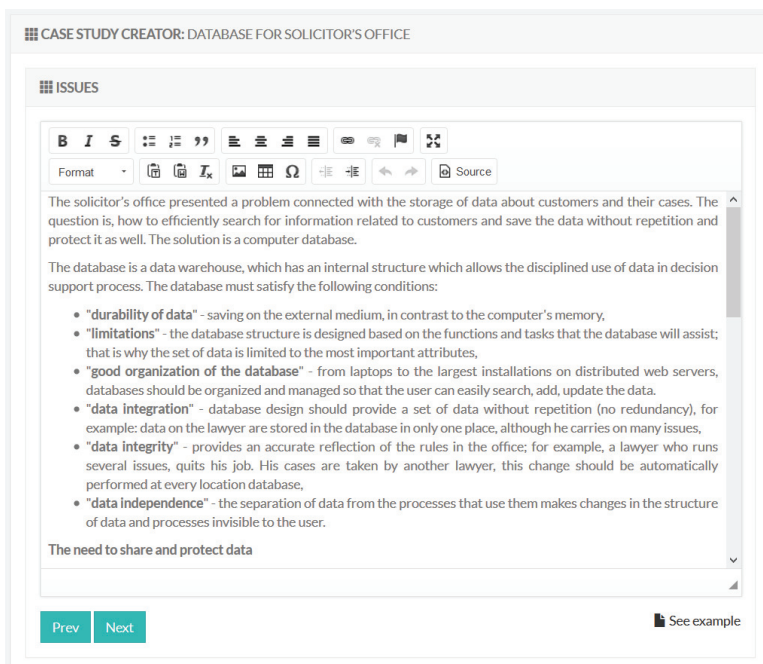 CASE STUDY CREATOR: DATABASE FOR SOLICITOR'S OFFICE
ISSUES
B I S
Format Source
The solicitor's office presented a problem connected with the storage of data about customers and their cases. The
question is, how to efficiently search for information related to customers and save the data without repetition and
protect it as well. The solution is a computer database.
The database is a data warehouse, which has an internal structure which allows the disciplined use of data in decision
support process. The database must satisfy the following conditions:
• "durability of data" - saving on the external medium, in contrast to the computer's memory,
• "limitations" - the database structure is designed based on the functions and tasks that the database will assist;
that is why the set of data is limited to the most important attributes,
• "good organization of the database" - from laptops to the largest installations on distributed web servers,
databases should be organized and managed so that the user can easily search, add, update the data.
• "data integration" - database design should provide a set of data without repetition (no redundancy), for
example: data on the lawyer are stored in the database in only one place, although he carries on many issues,
• "data integrity" - provides an accurate reflection of the rules in the office; for example, a lawyer who runs
several issues, quits his job. His cases are taken by another lawyer, this change should be automatically
performed at every location database,
• "data independence" - the separation of data from the processes that use them makes changes in the structure
of data and processes invisible to the user.
The need to share and protect data
Prev Next See example